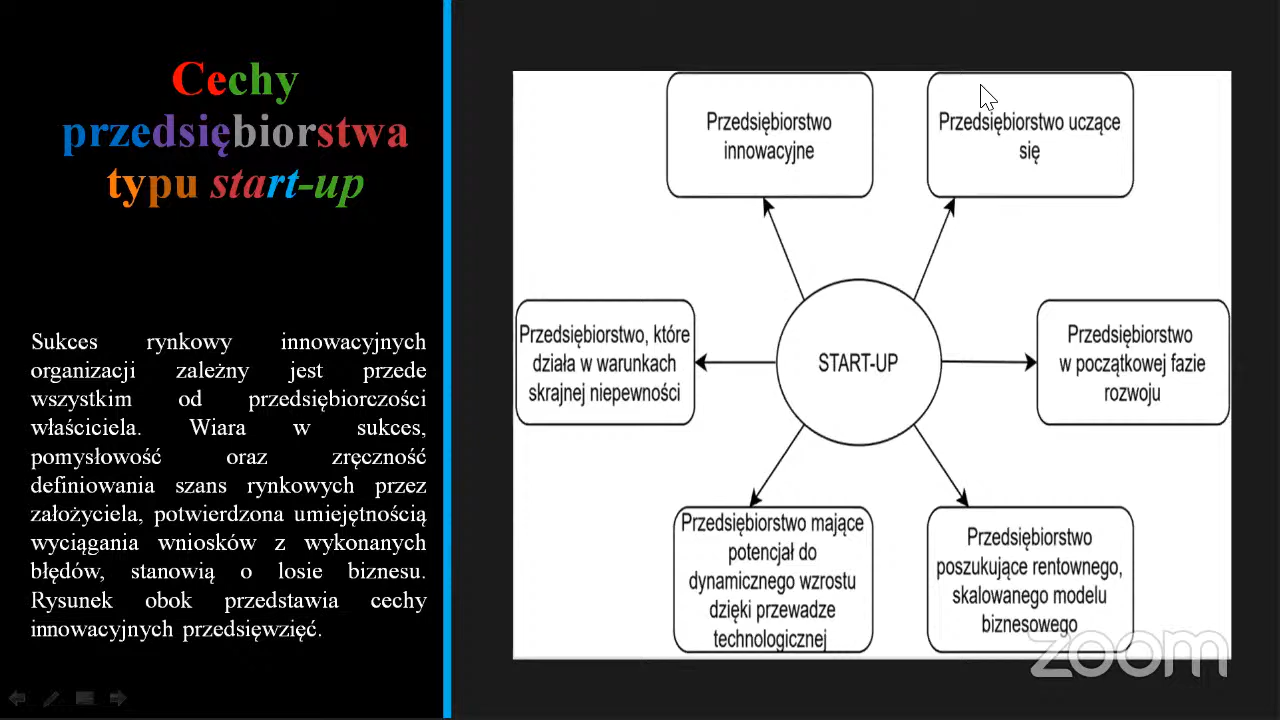 Cechy
przedsiębiorstwa
typu start-up
Sukces rynkowy innowacyjnych
organizacji zależny jest przede
wszystkim od przedsiębiorczości
właściciela. Wiara w sukces,
pomysłowość oraz zręczność
definiowania szans rynkowych przez
założyciela, potwierdzona umiejętnością
wyciągania wniosków z wykonanych
błędów, stanowią o losie biznesu.
Rysunek obok przedstawia cechy
innowacyjnych przedsięwzięć.
Przedsiębiorstwo
innowacyjne
Przedsiębiorstwo uczące
się
Przedsiębiorstwo, które
działa w warunkach
skrajnej niepewności
START-UP
Przedsiębiorstwo
w początkowej fazie
rozwoju
Przedsiębiorstwo mające
potencjał do
dynamicznego wzrostu
dzięki przewadze
technologicznej
Przedsiębiorstwo
poszukujące rentownego,
skalowanego modelu
biznesowego
zoom